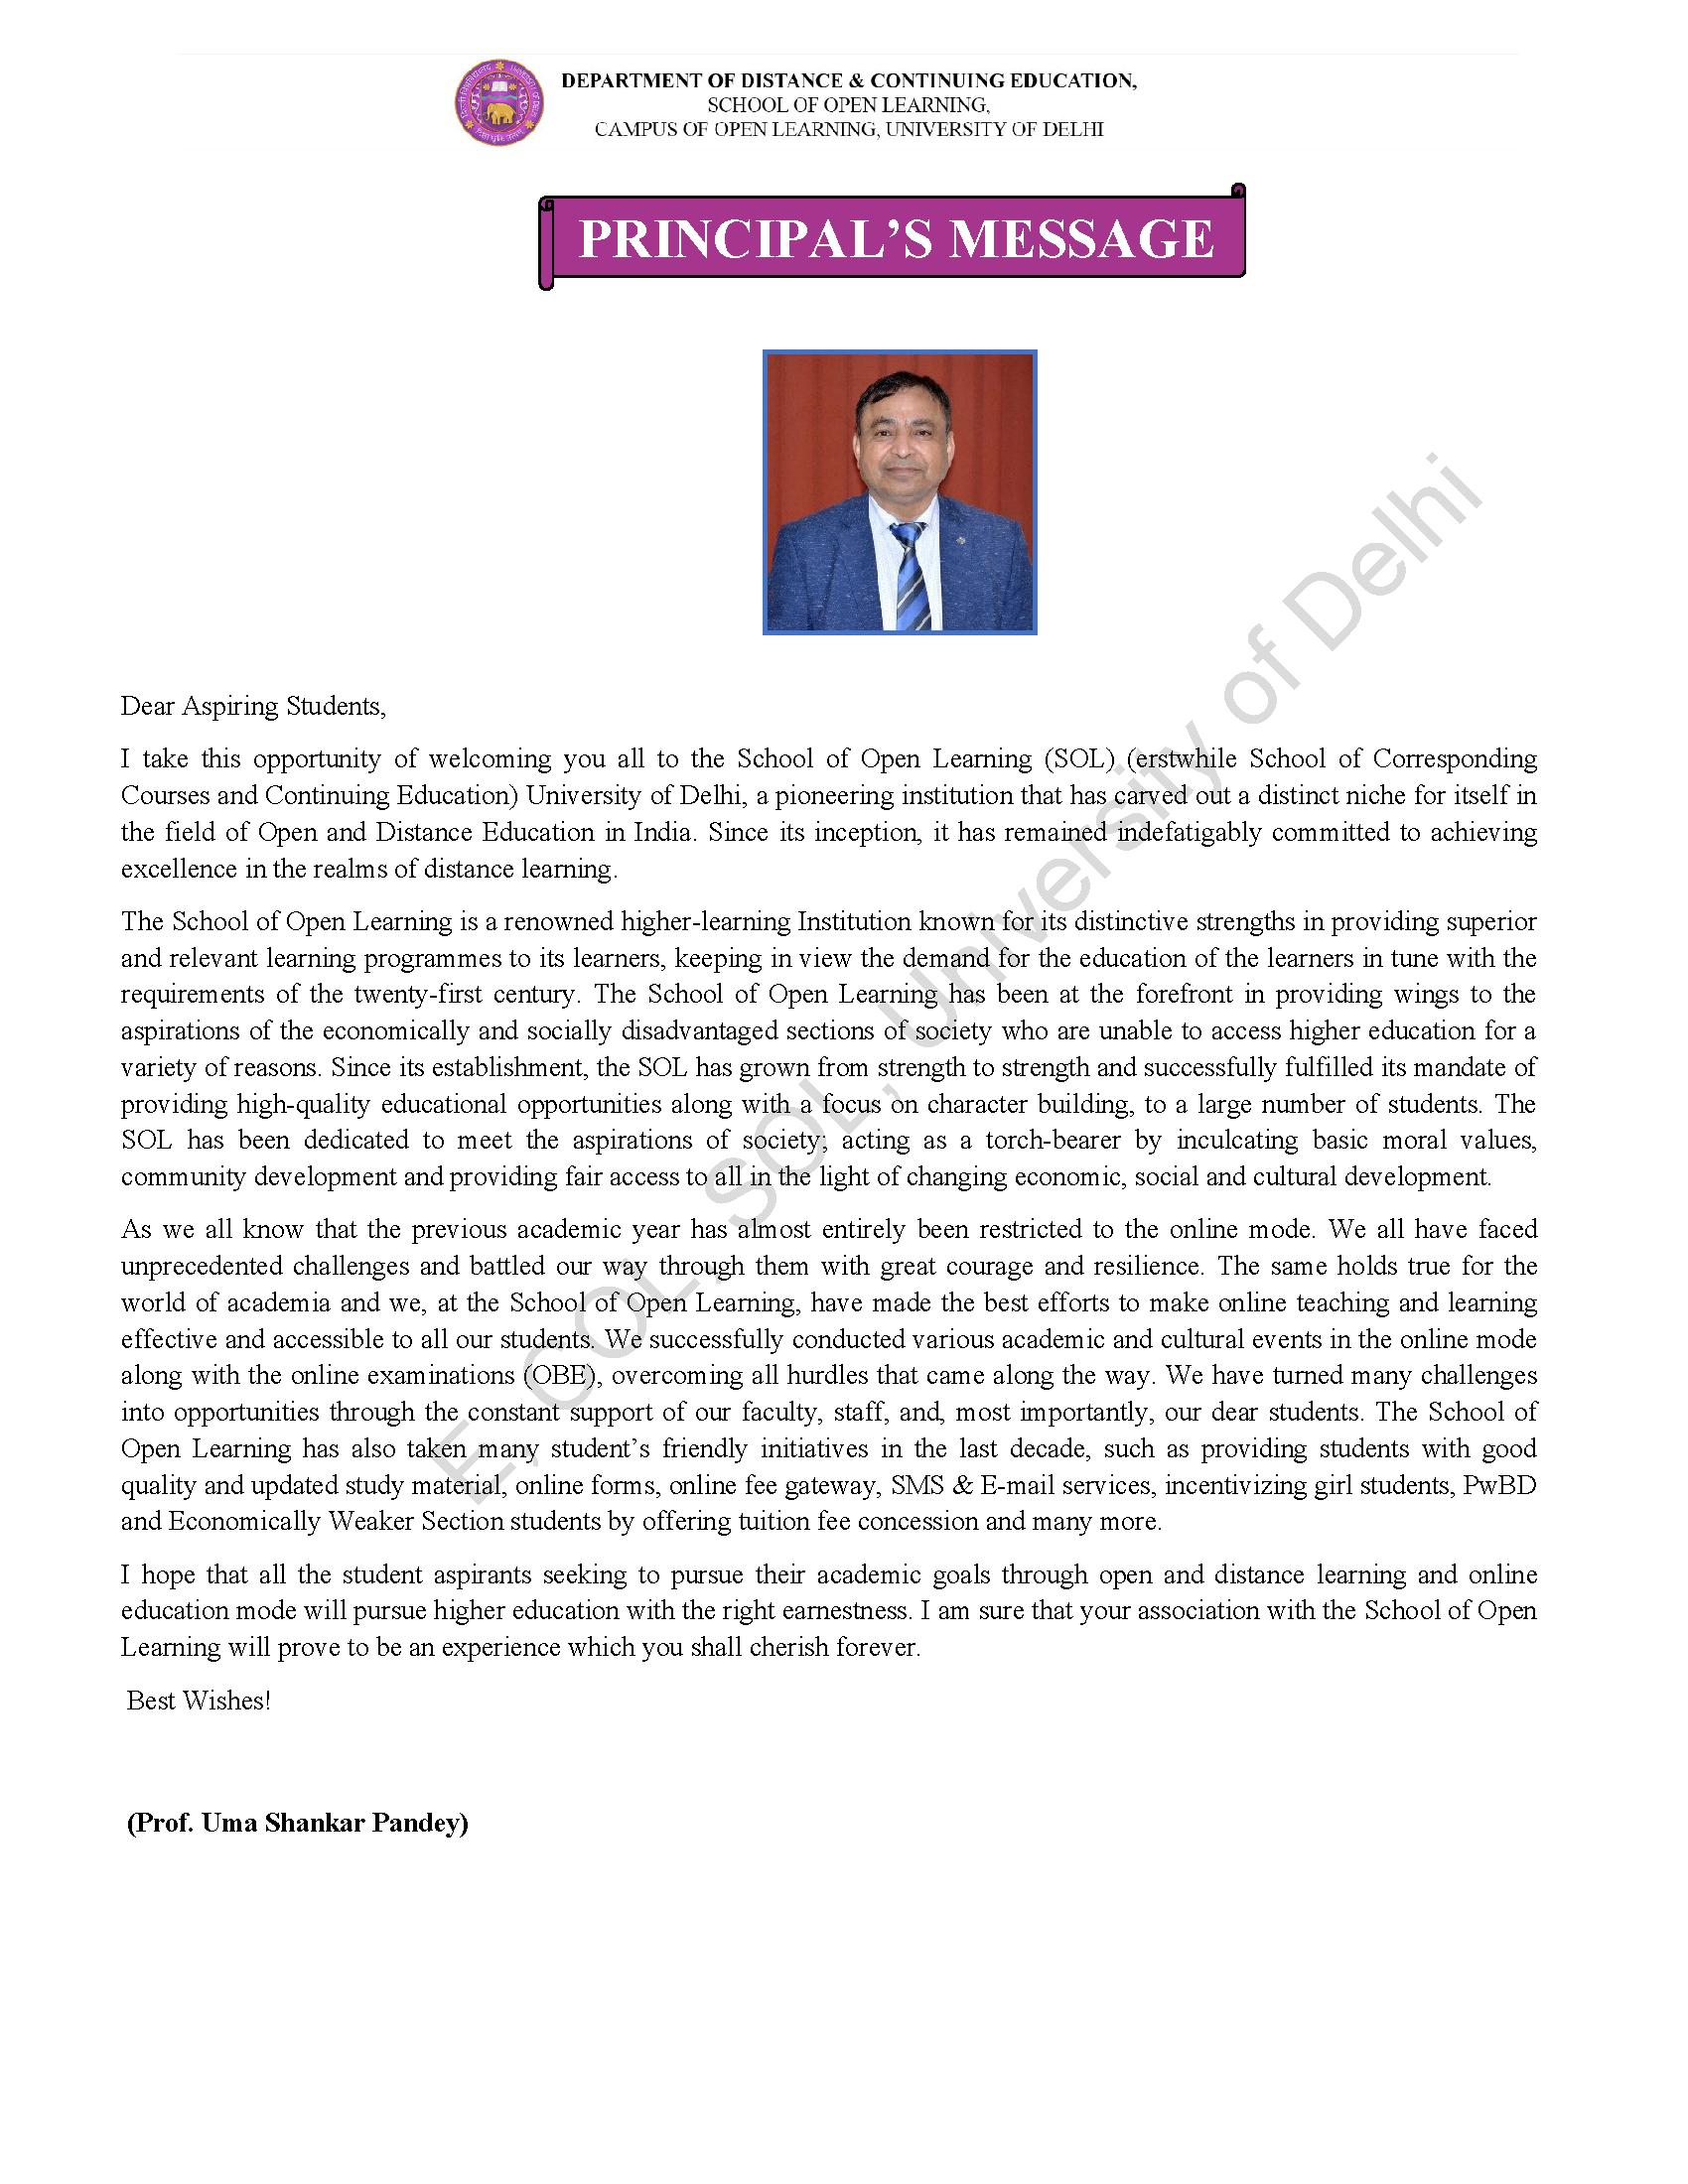 DEPARTMENT OF DISTANCE & CONTINUING EDUCATION,
SCHOOL OF OPEN LEARNING,
CAMPUS OF OPEN LEARNING, UNIVERSITY OF DELHI
PRINCIPAL’S MESSAGE
Dear Aspiring Students,
I take this opportunity of welcoming you all to the School of Open Learning (SOL) (erstwhile School of Corresponding
Courses and Continuing Education) University of Delhi, a pioneering institution that has carved out a distinct niche for itself in
the field of Open and Distance Education in India. Since its inception, it has remained indefatigably committed to achieving
excellence in the realms of distance learning.
The School of Open Learning is a renowned higher-learning Institution known for its distinctive strengths in providing superior
and relevant learning programmes to its learners, keeping in view the demand for the education of the learners in tune with the
requirements of the twenty-first century. The School of Open Learning has been at the forefront in providing wings to the
aspirations of the economically and socially disadvantaged sections of society who are unable to access higher education for a
variety of reasons. Since its establishment, the SOL has grown from strength to strength and successfully fulfilled its mandate of
providing high-quality educational opportunities along with a focus on character building, to a large number of students. The
SOL has been dedicated to meet the aspirations of society; acting as a torch-bearer by inculcating basic moral values,
community development and providing fair access to all in the light of changing economic, social and cultural development.
As we all know that the previous academic year has almost entirely been restricted to the online mode. We all have faced
unprecedented challenges and battled our way through them with great courage and resilience. The same holds true for the
world of academia and we, at the School of Open Learning, have made the best efforts to make online teaching and learning
effective and accessible to all our students. We successfully conducted various academic and cultural events in the online mode
along with the online examinations (OBE), overcoming all hurdles that came along the way. We have turned many challenges
into opportunities through the constant support of our faculty, staff, and, most importantly, our dear students. The School of
Open Learning has also taken many student’s friendly initiatives in the last decade, such as providing students with good
quality and updated study material, online forms, online fee gateway, SMS & E-mail services, incentivizing girl students, PwBD
and Economically Weaker Section students by offering tuition fee concession and many more.
I hope that all the student aspirants seeking to pursue their academic goals through open and distance learning and online
education mode will pursue higher education with the right earnestness. I am sure that your association with the School of Open
Learning will prove to be an experience which you shall cherish forever.
Best Wishes!
(Prof. Uma Shankar Pandey)
E, COL, SOL, University of Delhi